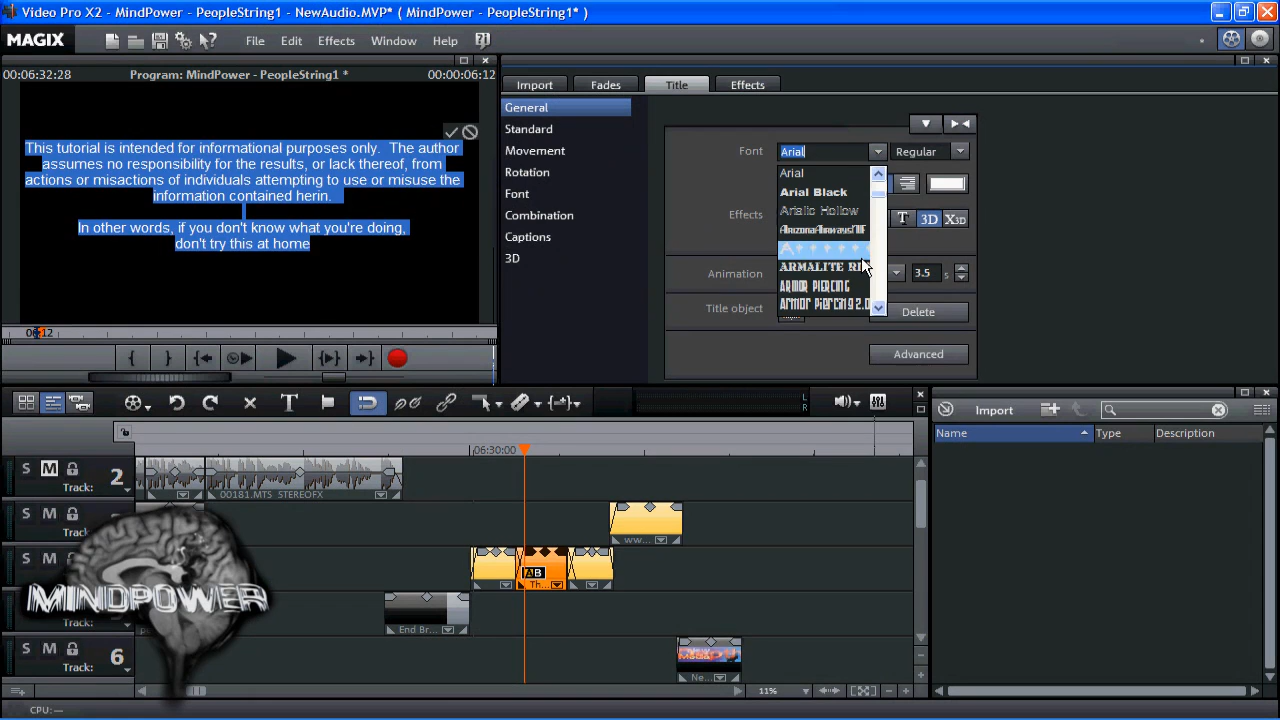 Video Pro X2 - MindPower - PeopleString1 - NewAudio.MVP* ( MindPower - PeopleString1* )
MAGIX
File Edit Effects Window Help
00:06:32:28 Program: MindPower - PeopleString1 * 00:00:06:12
This tutorial is intended for informational purposes only. The author
assumes no responsibility for the results, or lack thereof, from
actions or misactions of individuals attempting to use or misuse the
information contained herin.
In other words, if you don't know what you're doing,
don't try this at home
06:12
Import Fades Title Effects
General
Standard
Movement
Rotation
Font
Combination
Captions
3D
Font Arial Regular
Arial
Arial Black
Arialic Hollow
ARMALITE RI
ARMOR PIERCING
ARMOR PIERCING 2.0
Effects T 3D X3D
Animation 3.5 s
Title object Delete
Advanced
L
R
Import
Name Type Description
06:30:00
S M 2
Track:
00181.MTS STEREOFX
S M
Track:
ww...
S M
AB
Th...
MINDPOWER
End Br...
S M 6
Track:
Ne...
11%
CPU: —